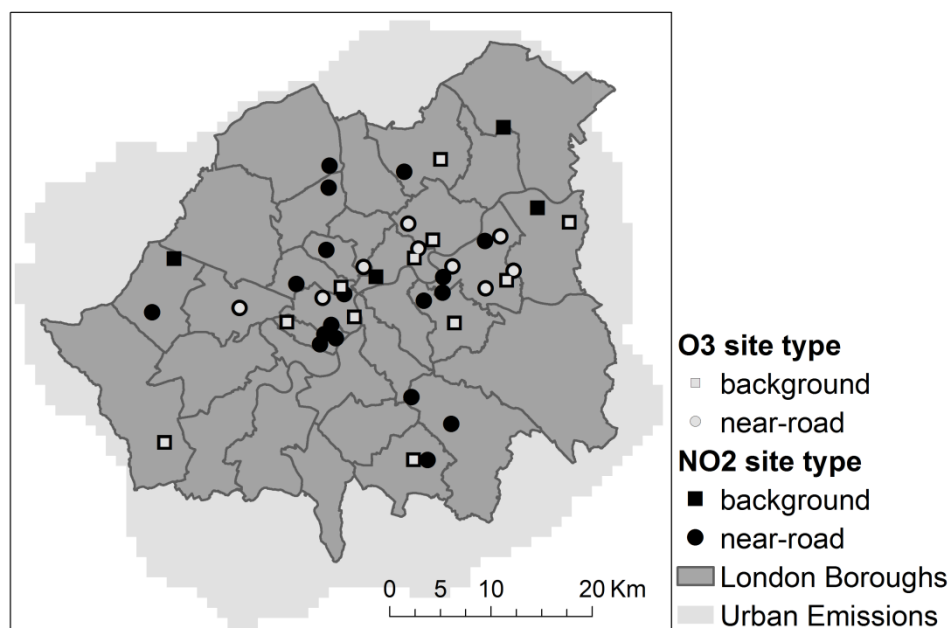 O3 site type
background
near-road
NO2 site type
background
near-road
London Boroughs
Urban Emissions
0 5 10 20 Km